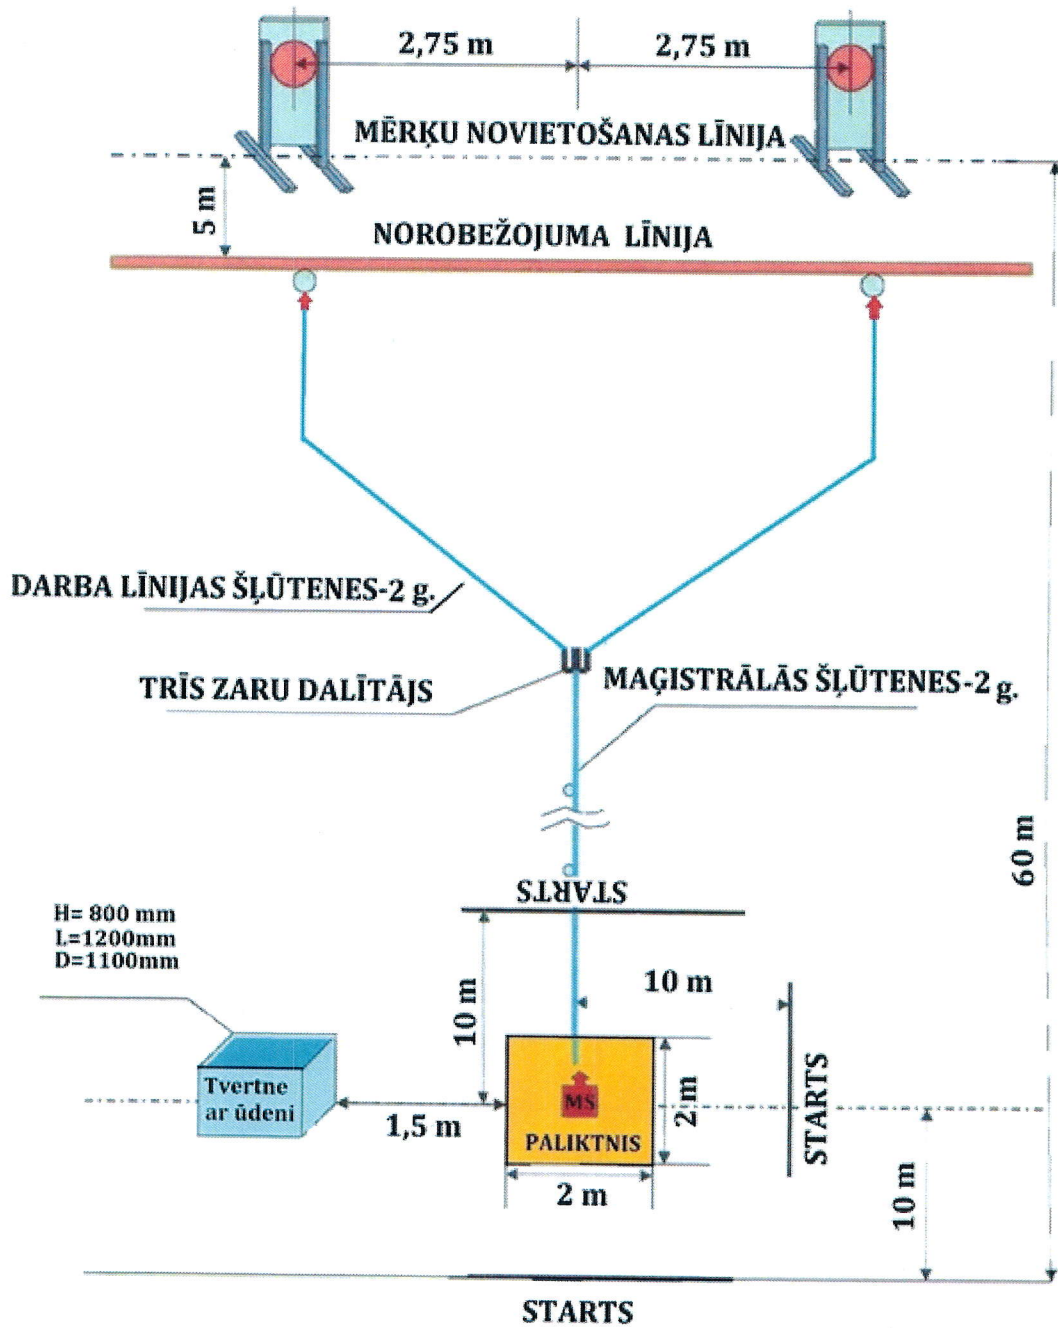 2,75 m
2,75 m
MĒRĶU NOVIETOŠANAS LĪNIJA
5 m
NOROBEŽOJUMA LĪNIJA
DARBA LĪNIJAS ŠĻŪTENES-2 g.
TRĪS ZARU DALĪTĀJS
MAĢISTRĀLĀS ŠĻŪTENES-2 g.
60 m
STARTS
H= 800 mm
L=1200mm
D=1100mm
10 m
10 m
Tvertne
ar ūdeni
1,5 m
MS
PALIKTNIS
2 m
2 m
STARTS
10 m
STARTS